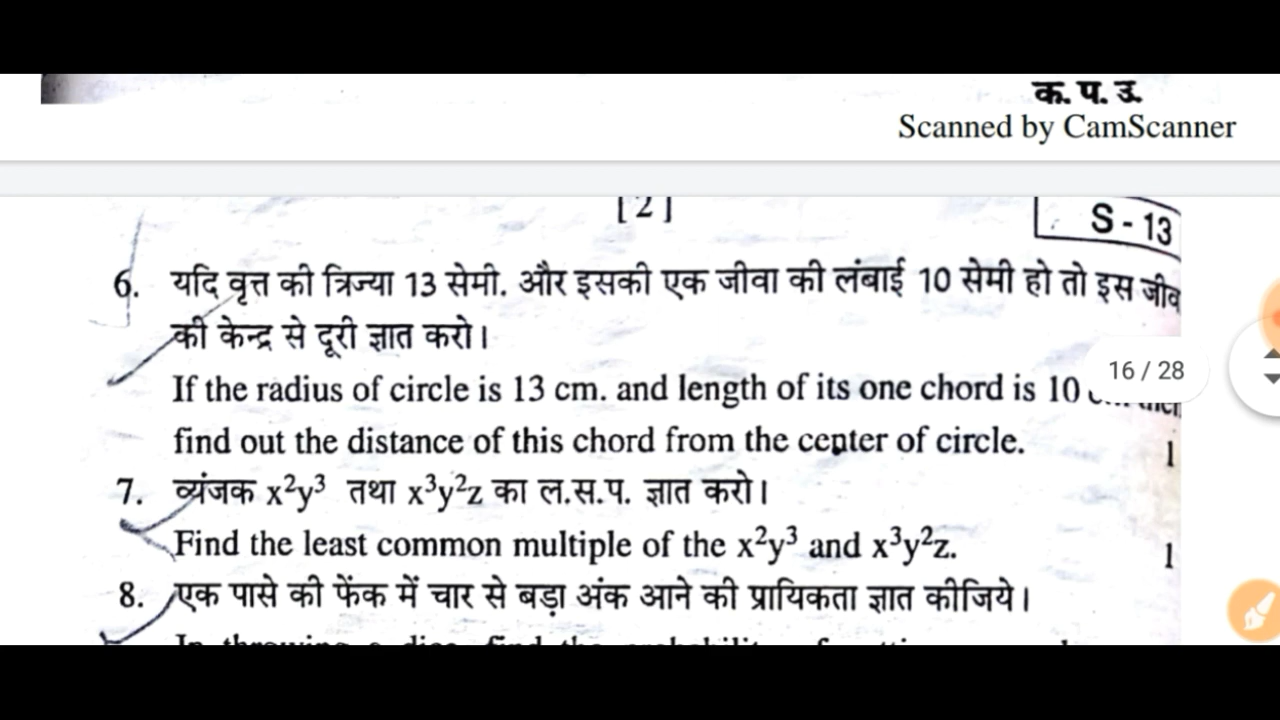 क. प. उ.
Scanned by CamScanner
[2]
S - 13
6. यदि वृत्त की त्रिज्या 13 सेमी. और इसकी एक जीवा की लंबाई 10 सेमी हो तो इस जीव
की केन्द्र से दूरी ज्ञात करो।
If the radius of circle is 13 cm. and length of its one chord is 10
16 / 28
find out the distance of this chord from the center of circle. 1
7. व्यंजक x²y³ तथा x³y²z का ल.स.प. ज्ञात करो।
Find the least common multiple of the x²y³ and x³y²z. 1
8. एक पासे की फेंक में चार से बड़ा अंक आने की प्रायिकता ज्ञात कीजिये।